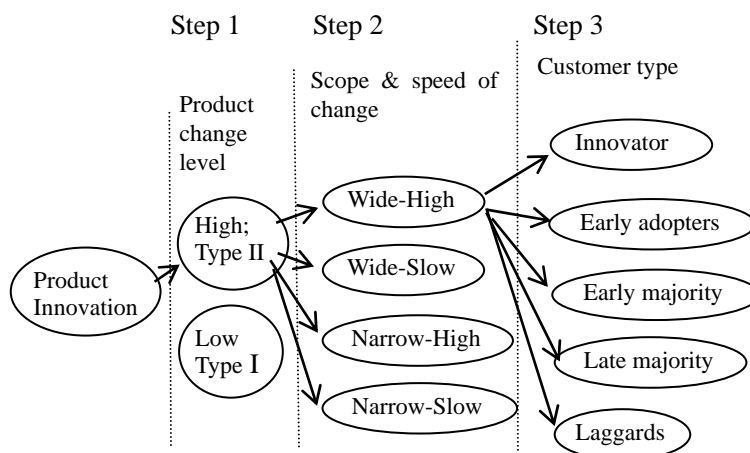 Step 1
Step 2
Step 3
Product
change
level
Scope & speed of
change
Customer type
Product
Innovation
High;
Type II
Low
Type I
Wide-High
Wide-Slow
Narrow-High
Narrow-Slow
Innovator
Early adopters
Early majority
Late majority
Laggards